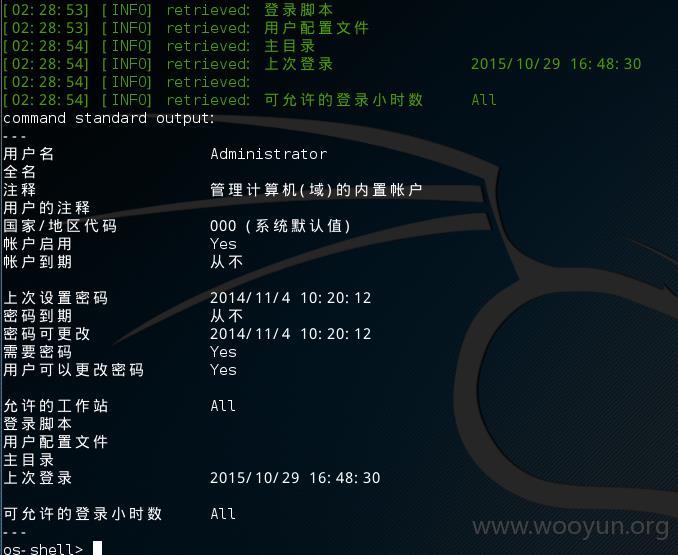 [02:28:53] [INFO] retrieved: 登录脚本
[02:28:53] [INFO] retrieved: 用户配置文件
[02:28:54] [INFO] retrieved: 主目录
[02:28:54] [INFO] retrieved: 上次登录 2015/10/29 16:48:30
[02:28:54] [INFO] retrieved:
[02:28:54] [INFO] retrieved: 可允许的登录小时数 All
command standard output:
---
用户名 Administrator
全名
注释 管理计算机(域)的内置帐户
用户的注释
国家/地区代码 000 (系统默认值)
帐户启用 Yes
帐户到期 从不
上次设置密码 2014/11/4 10:20:12
密码到期 从不
密码可更改 2014/11/4 10:20:12
需要密码 Yes
用户可以更改密码 Yes
允许的工作站 All
登录脚本
用户配置文件
主目录
上次登录 2015/10/29 16:48:30
可允许的登录小时数 All
---
os-shell>
www.wooyun.org